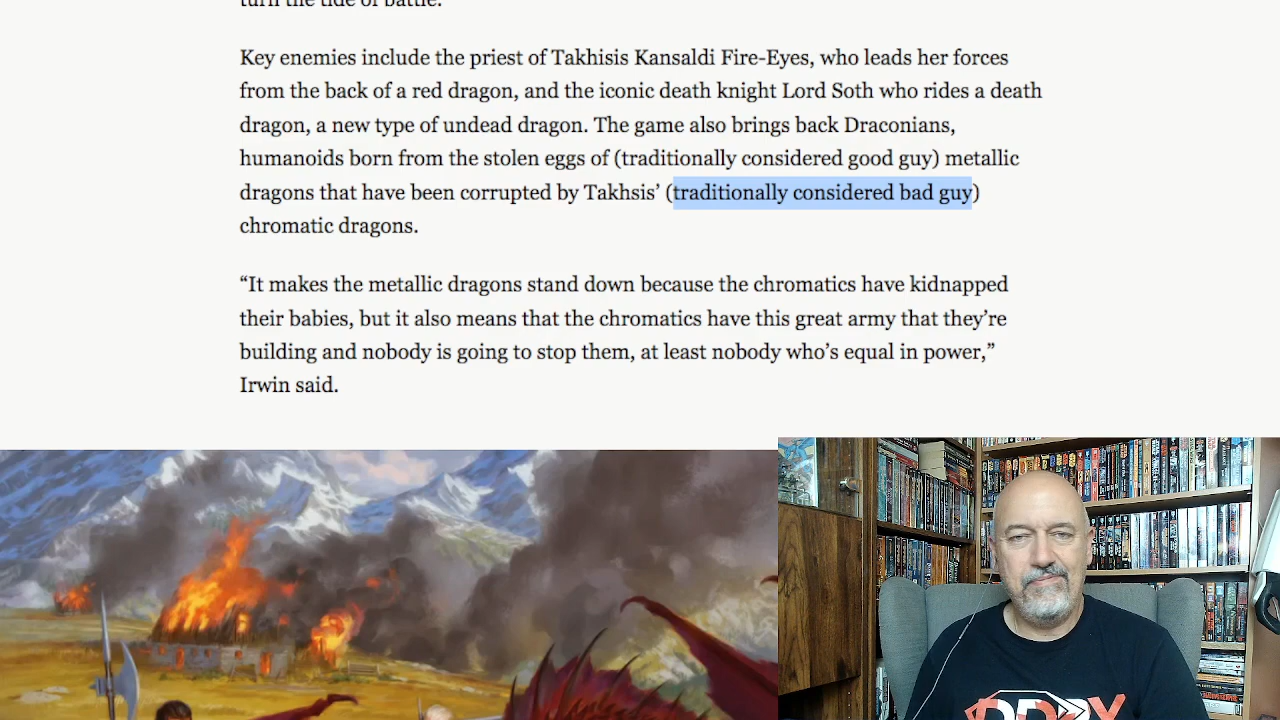 turn the tide of battle.
Key enemies include the priest of Takhisis Kansaldi Fire-Eyes, who leads her forces
from the back of a red dragon, and the iconic death knight Lord Soth who rides a death
dragon, a new type of undead dragon. The game also brings back Draconians,
humanoids born from the stolen eggs of (traditionally considered good guy) metallic
dragons that have been corrupted by Takhsis’ (traditionally considered bad guy)
chromatic dragons.
“It makes the metallic dragons stand down because the chromatics have kidnapped
their babies, but it also means that the chromatics have this great army that they’re
building and nobody is going to stop them, at least nobody who’s equal in power,”
Irwin said.